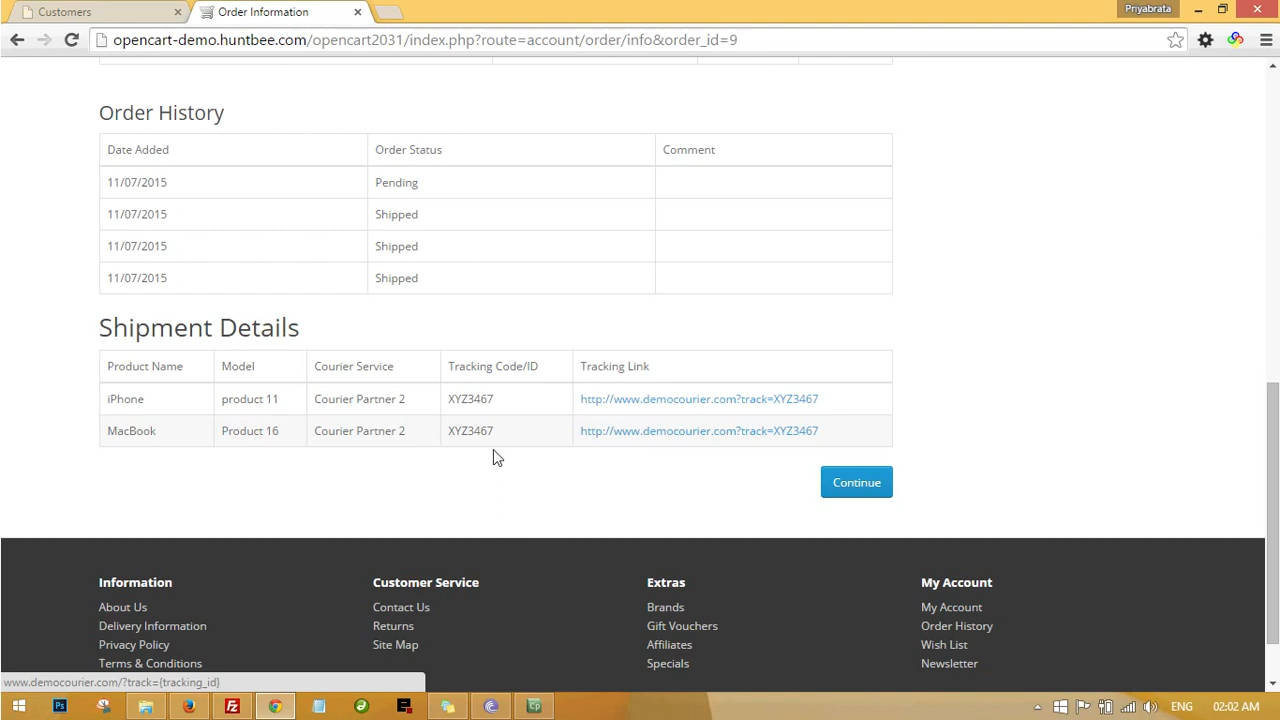 Customers
Order Information
Priyabrata
opencart-demo.huntbee.com/opencart2031/index.php?route=account/order/info&order_id=9
Order History
Date Added Order Status Comment
11/07/2015 Pending
11/07/2015 Shipped
11/07/2015 Shipped
11/07/2015 Shipped
Shipment Details
Product Name Model Courier Service Tracking Code/ID Tracking Link
iPhone product 11 Courier Partner 2 XYZ3467 http://www.democourier.com?track=XYZ3467
MacBook Product 16 Courier Partner 2 XYZ3467 http://www.democourier.com?track=XYZ3467
Continue
Information Customer Service Extras My Account
About Us Contact Us Brands My Account
Delivery Information Returns Gift Vouchers Order History
Privacy Policy Site Map Affiliates Wish List
Terms & Conditions Specials Newsletter
www.democourier.com/?track={tracking_id}
Ps Fz Cp ENG 02:02 AM